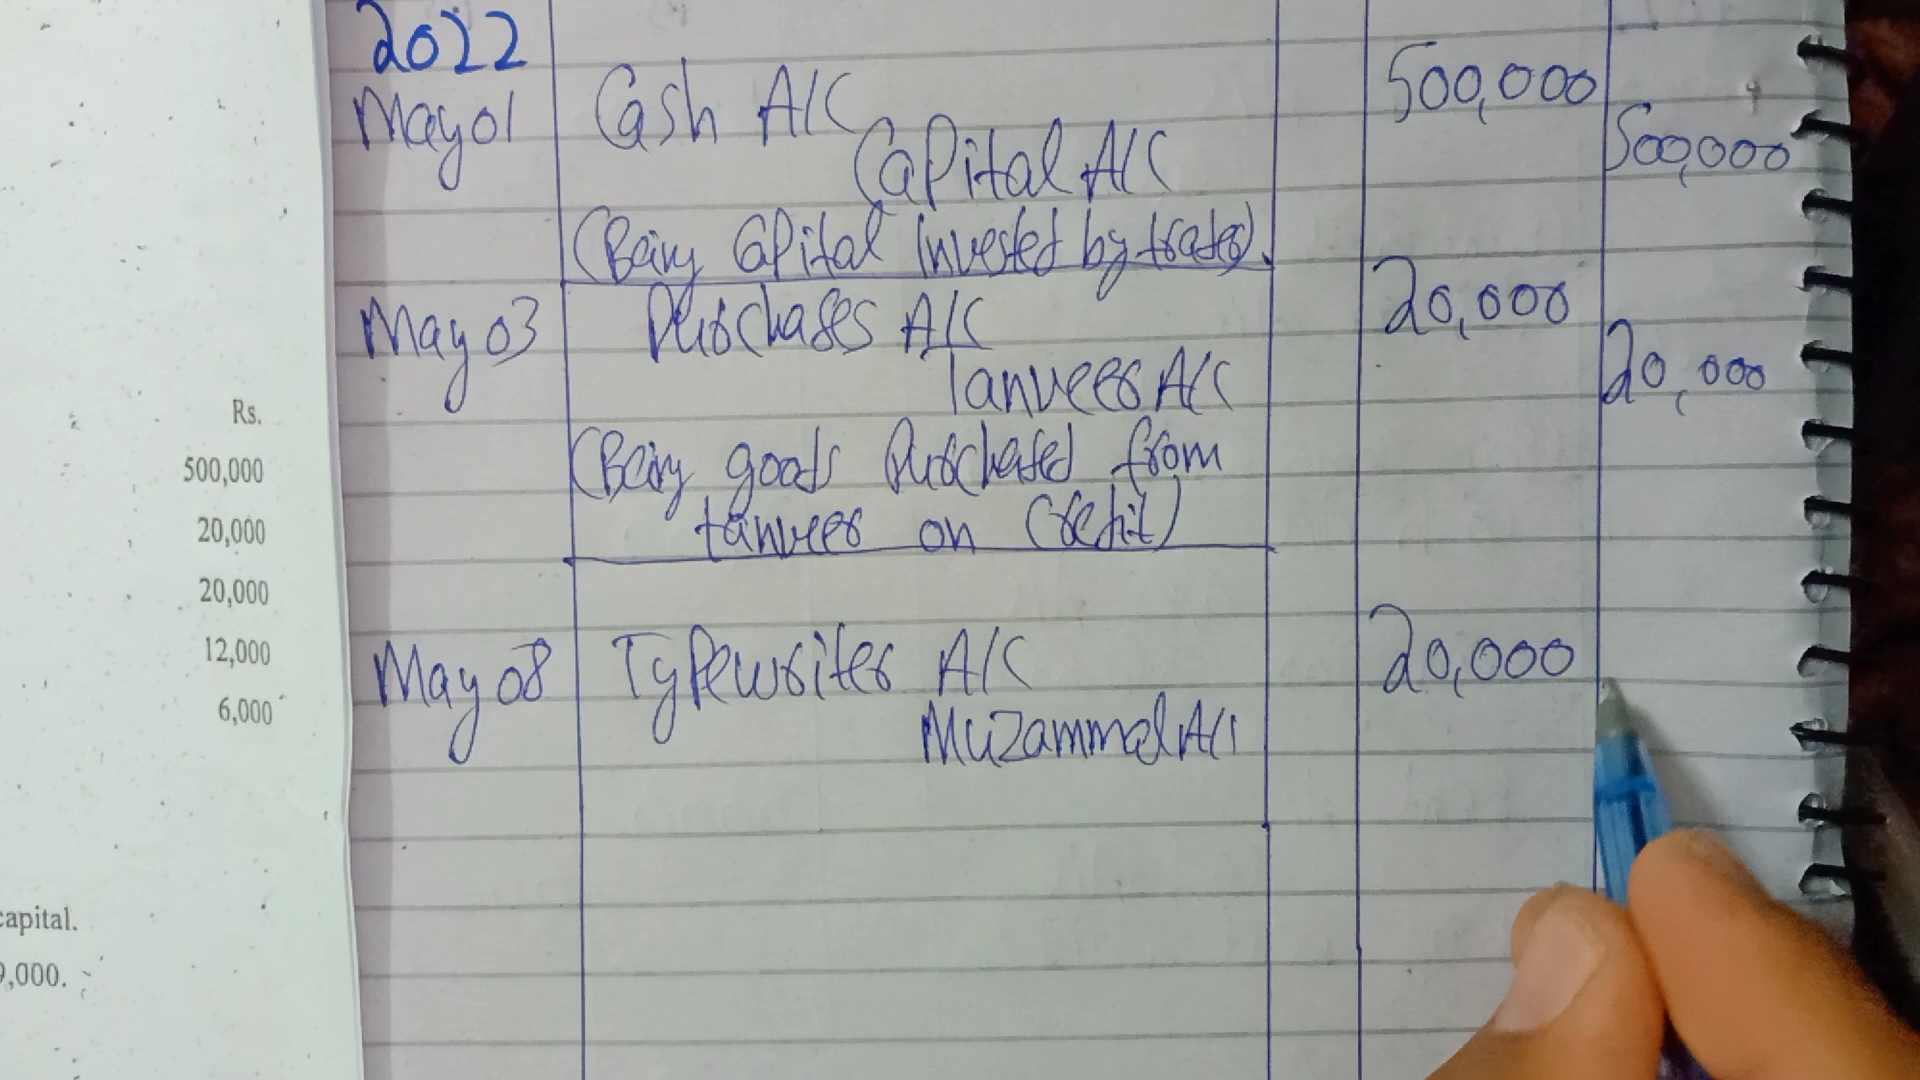 2022
May 01 Cash A/C 500,000
Capital A/C 500,000
(Being Capital invested by trader).
May 03 Purchases A/C 20,000
Tanveer A/C 20,000
(Being goods Purchased from
tanveer on Credit)
May 08 Typewriter A/C 20,000
Muzammal A/C
Rs.
500,000
20,000
20,000
12,000
6,000
capital.
9,000.